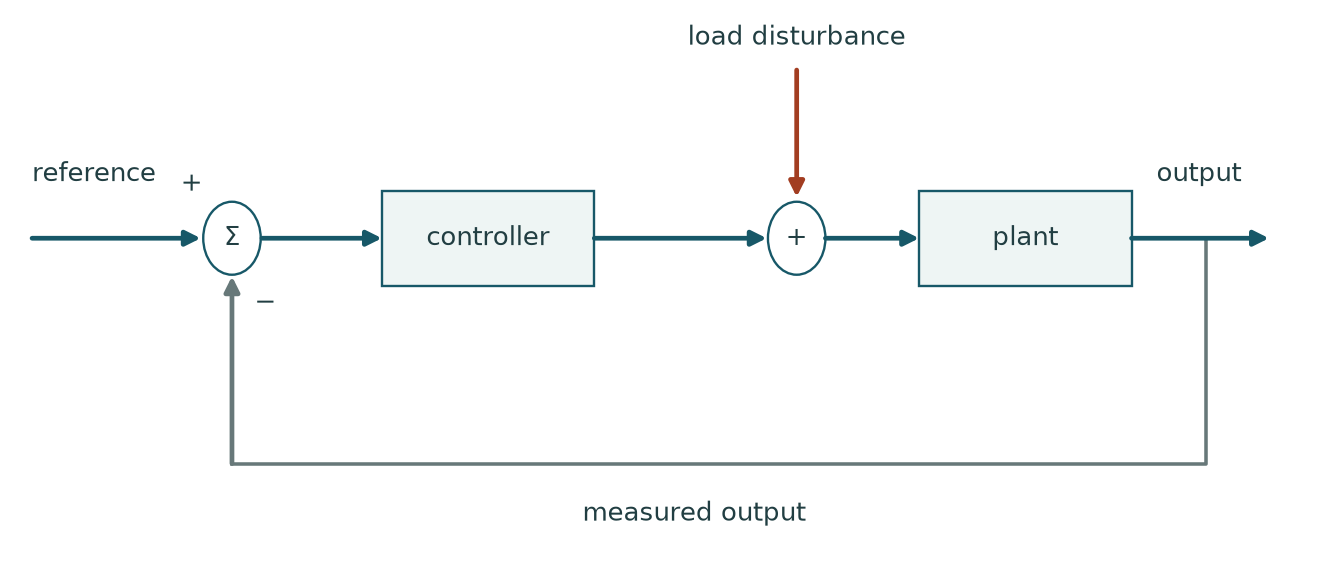 load disturbance
reference
+
output
Σ
controller
+
plant
−
measured output